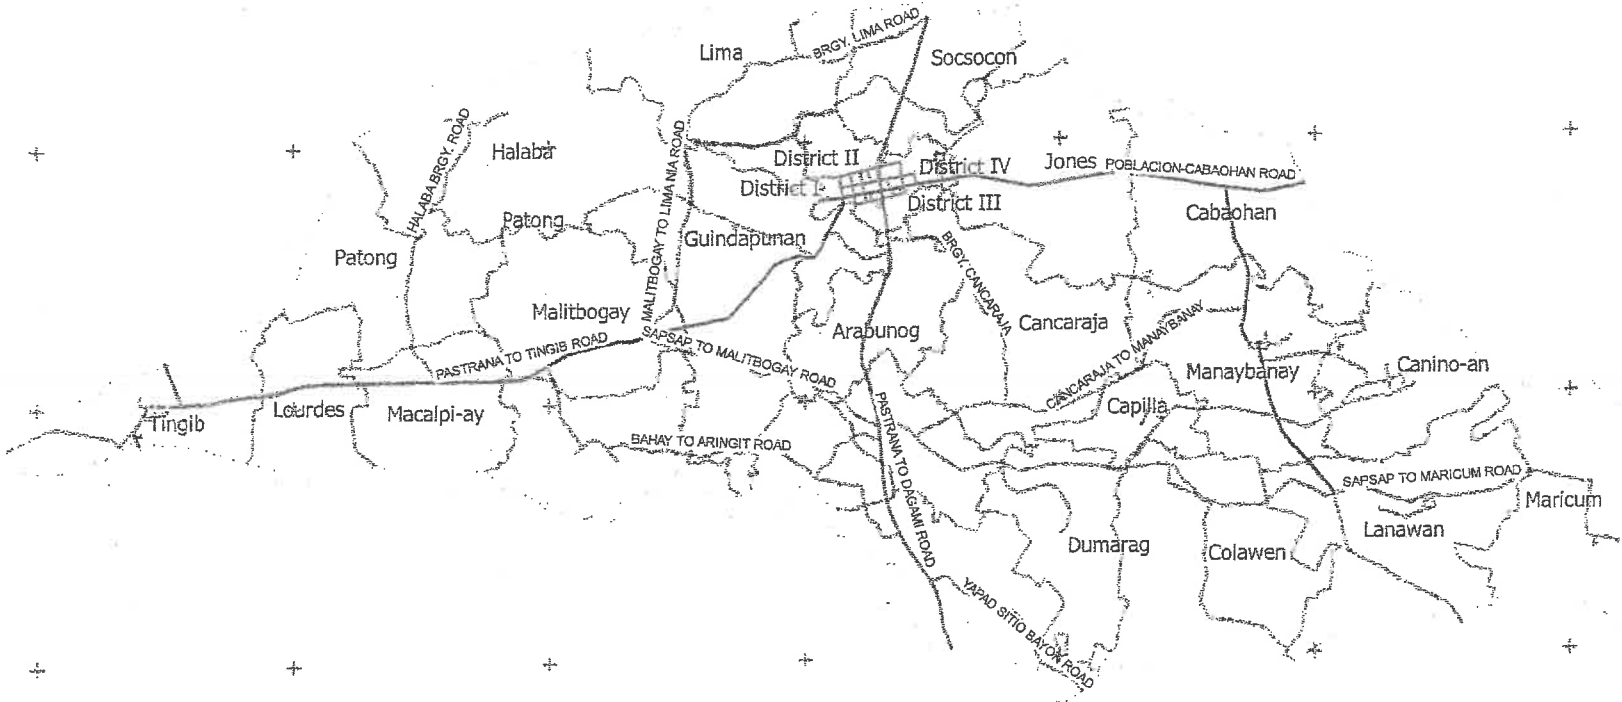 BRGY. LIMA ROAD
Lima
Socsocon
HALABA BRGY. ROAD
Halaba
MALITBOGAY TO LIMA NIA ROAD
District II
District IV
Jones
POBLACION-CABAOHAN ROAD
District I
District III
Cabaohan
Patong
Guindapunan
Patong
BRGY. CANCARAJA
Malitbogay
Arabunog
Cancaraja
CANCARAJA TO MANAYBANAY
PASTRANA TO TINGIB ROAD
SAPSAP TO MALITBOGAY ROAD
Manaybanay
Canino-an
Tingib
Lourdes
Macalpi-ay
Capilla
BAHAY TO ARINGIT ROAD
PASTRANA TO DAGAMI ROAD
SAPSAP TO MARICUM ROAD
Maricum
Lanawan
Dumarag
Colawen
YAPAD SITIO BAYON ROAD